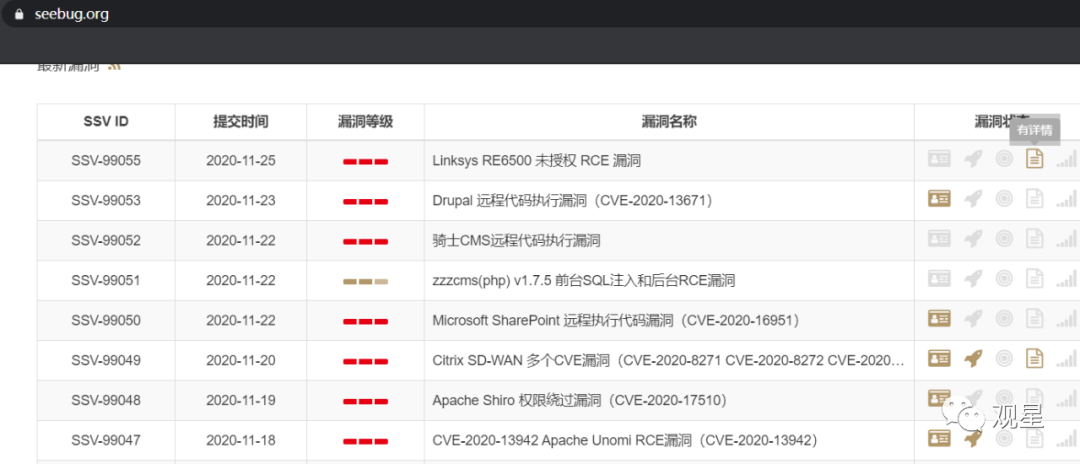 seebug.org
最新漏洞
SSV ID 提交时间 漏洞等级 漏洞名称 漏洞状态
有详情
SSV-99055 2020-11-25 Linksys RE6500 未授权 RCE 漏洞
SSV-99053 2020-11-23 Drupal 远程代码执行漏洞（CVE-2020-13671）
SSV-99052 2020-11-22 骑士CMS远程代码执行漏洞
SSV-99051 2020-11-22 zzzcms(php) v1.7.5 前台SQL注入和后台RCE漏洞
SSV-99050 2020-11-22 Microsoft SharePoint 远程执行代码漏洞（CVE-2020-16951）
SSV-99049 2020-11-20 Citrix SD-WAN 多个CVE漏洞（CVE-2020-8271 CVE-2020-8272 CVE-2020…
SSV-99048 2020-11-19 Apache Shiro 权限绕过漏洞（CVE-2020-17510）
SSV-99047 2020-11-18 CVE-2020-13942 Apache Unomi RCE漏洞（CVE-2020-13942）
观星